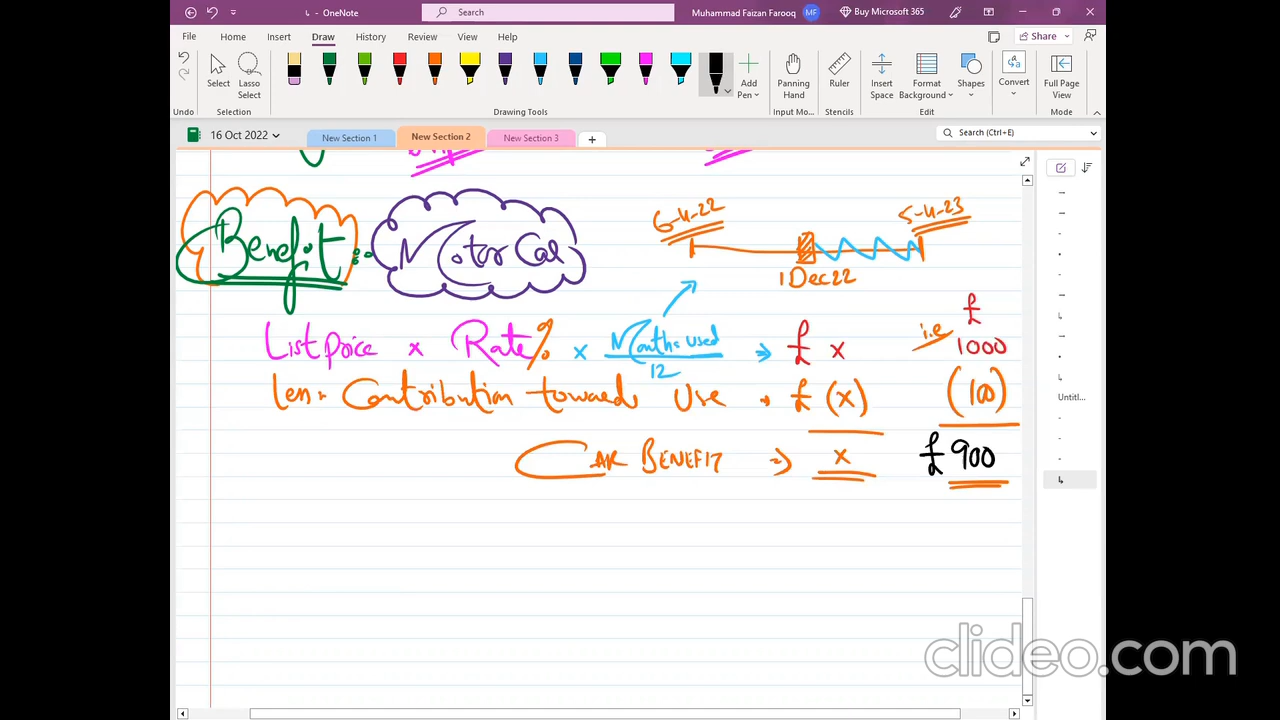 OneNote
Search
Muhammad Faizan Farooq MF
Buy Microsoft 365
File Home Insert Draw History Review View Help
Share
Undo
Select
Lasso Select
Selection
Drawing Tools
Add Pen
Panning Hand
Input Mo...
Ruler
Stencils
Insert Space
Format Background
Shapes
Edit
Convert
Full Page View
Mode
16 Oct 2022
New Section 1
New Section 2
New Section 3
Search (Ctrl+E)
6-4-22
5-4-23
Benefit :- Motor Car
1 Dec 22
List price x Rate % x Months used / 12 => £ x i.e £ 1000
Less: Contribution towards Use £ (x) (100)
CAR BENEFIT => x £900
Untitl...
clideo.com